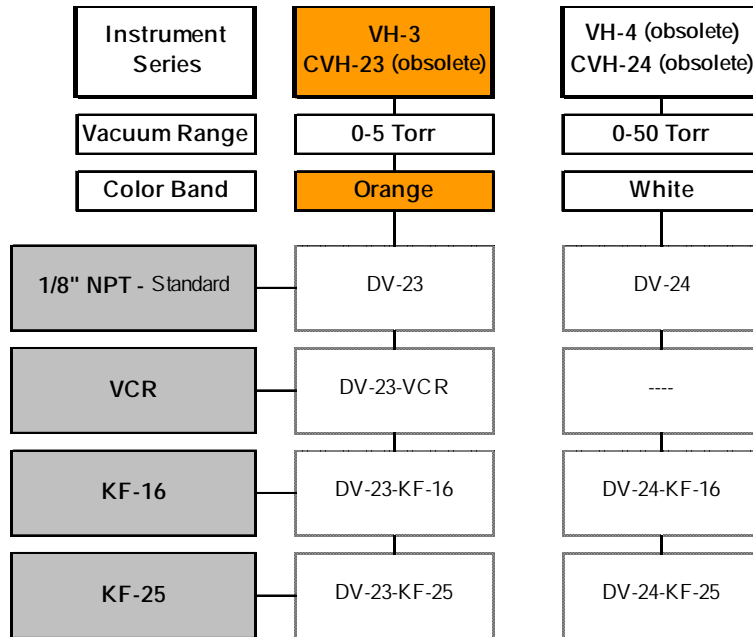 Instrument Series
VH-3
CVH-23 (obsolete)
VH-4 (obsolete)
CVH-24 (obsolete)
Vacuum Range
0-5 Torr
0-50 Torr
Color Band
Orange
White
1/8" NPT - Standard
DV-23
DV-24
VCR
DV-23-VCR
----
KF-16
DV-23-KF-16
DV-24-KF-16
KF-25
DV-23-KF-25
DV-24-KF-25